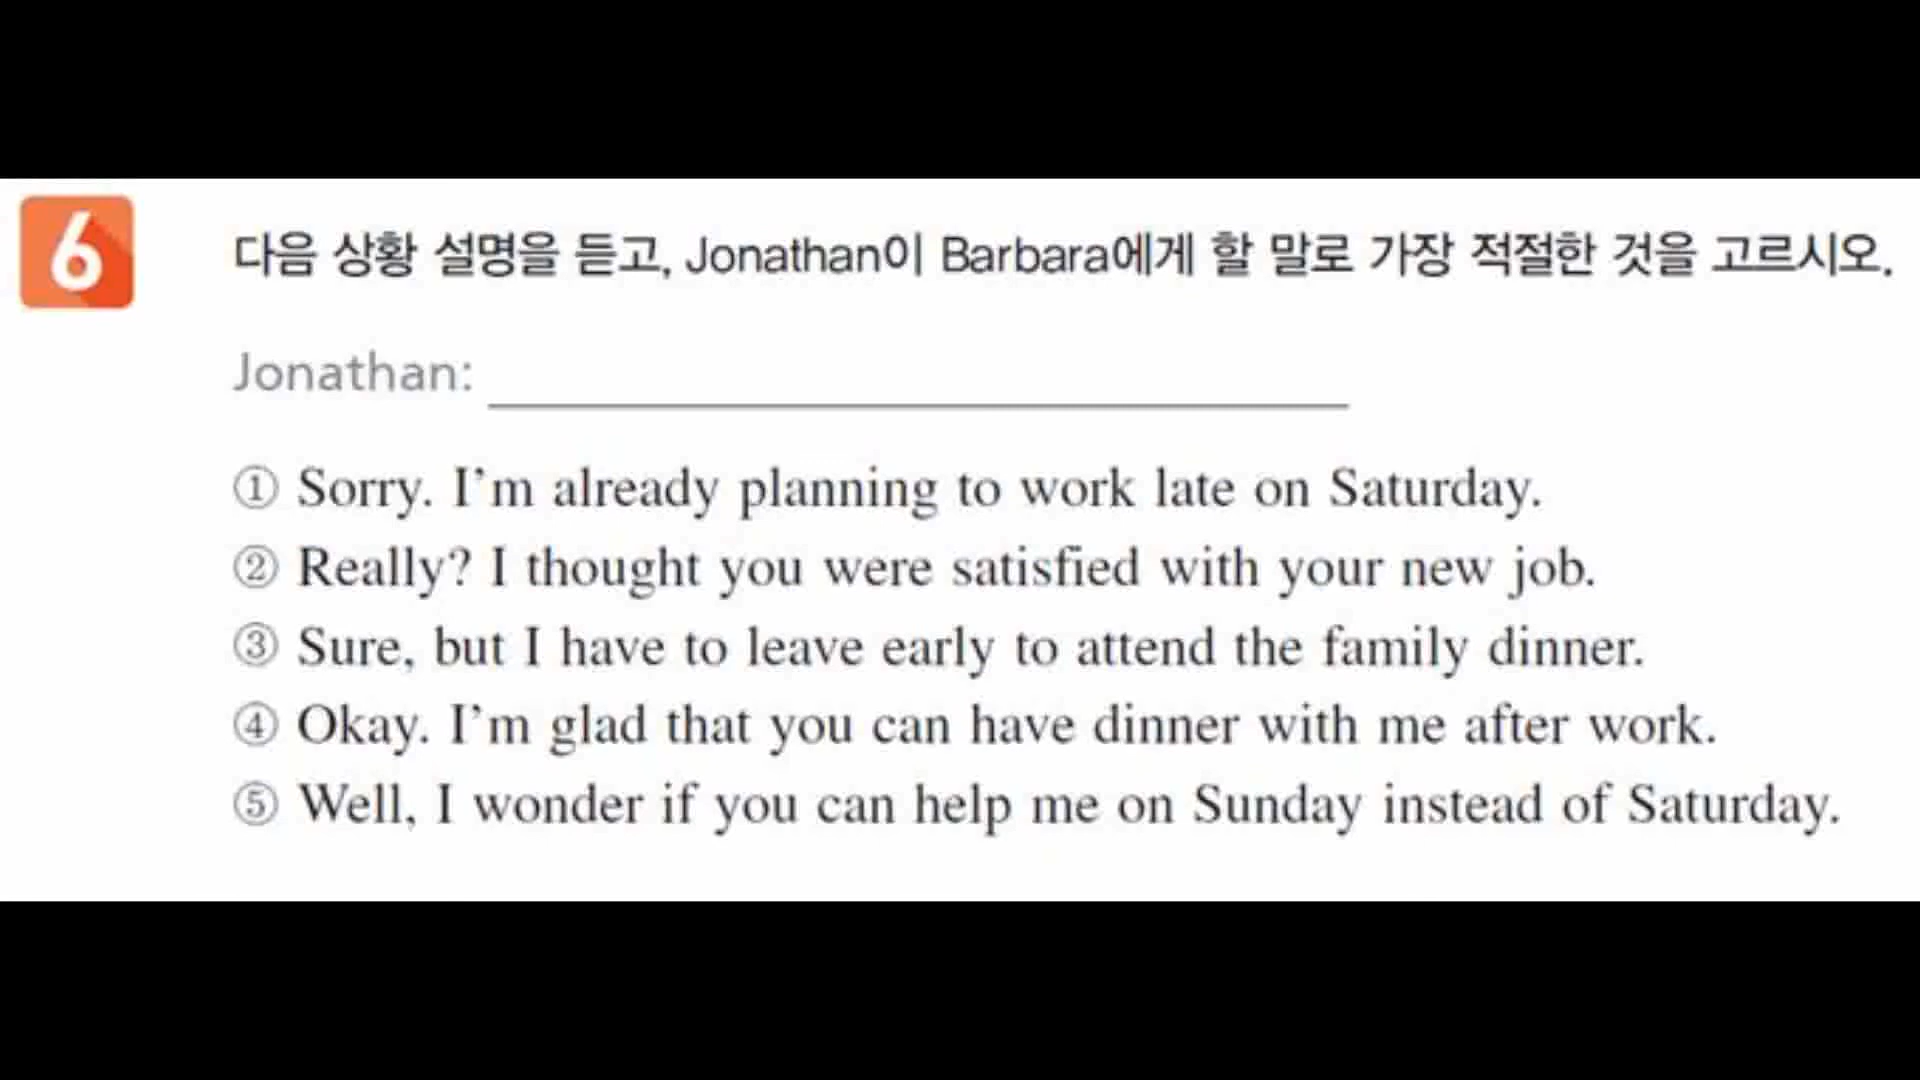 6
다음 상황 설명을 듣고, Jonathan이 Barbara에게 할 말로 가장 적절한 것을 고르시오.
Jonathan:
① Sorry. I’m already planning to work late on Saturday.
② Really? I thought you were satisfied with your new job.
③ Sure, but I have to leave early to attend the family dinner.
④ Okay. I’m glad that you can have dinner with me after work.
⑤ Well, I wonder if you can help me on Sunday instead of Saturday.